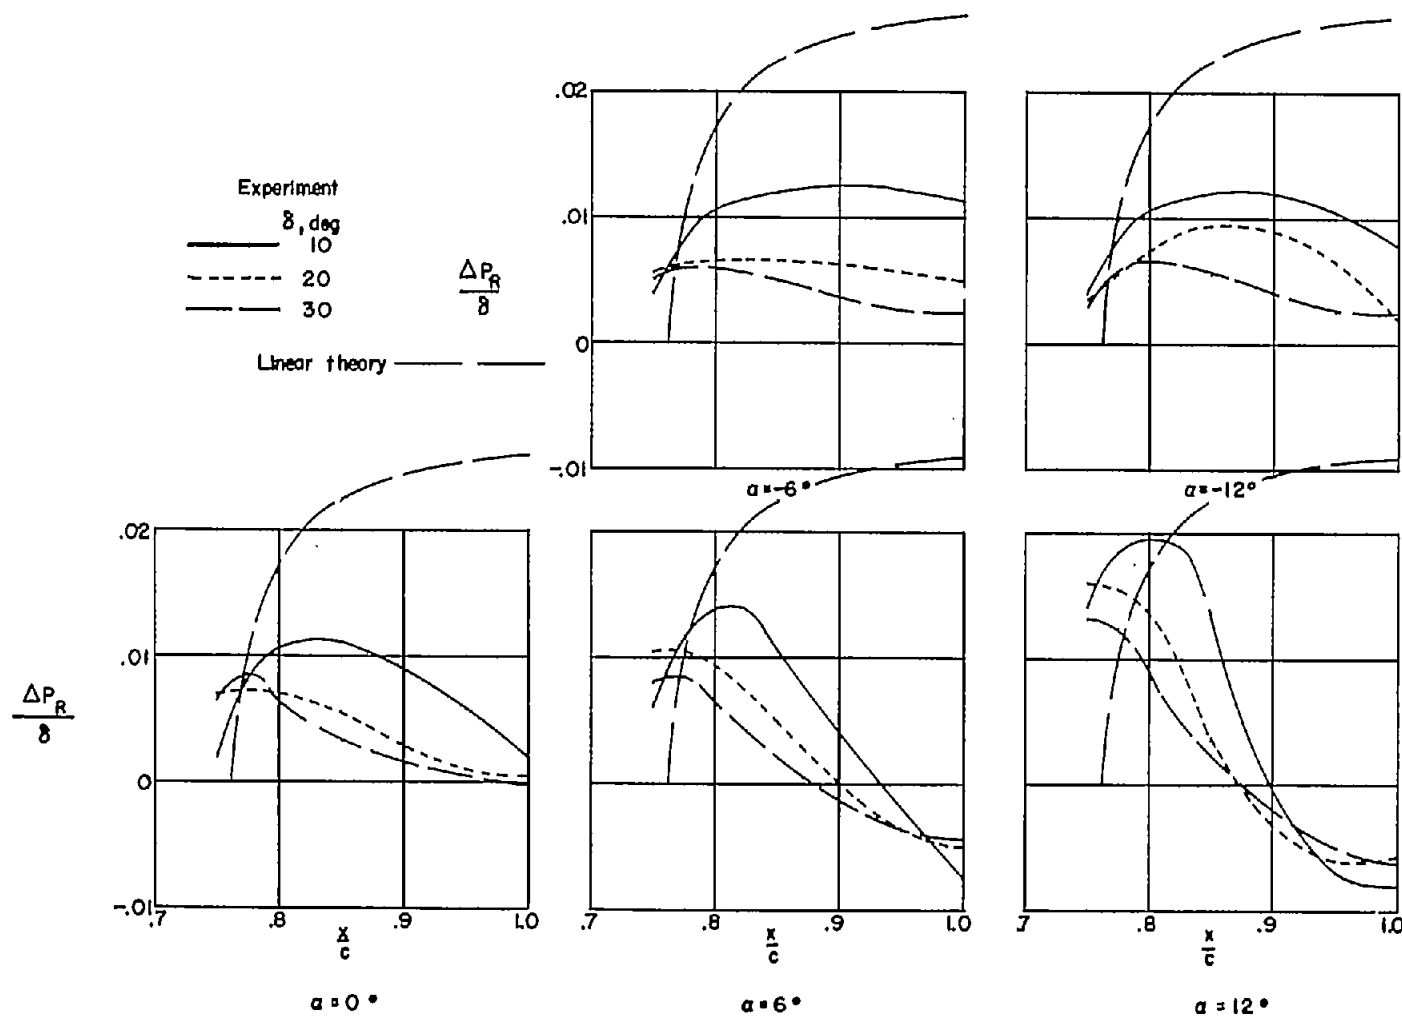 Experiment
δ, deg
10
20
30
Linear theory
ΔP_R
δ
.02
.01
0
-.01
α = -6°
α = -12°
ΔP_R
δ
.02
.01
0
-.01
.7 .8 .9 1.0
x
c
α = 0°
.7 .8 .9 1.0
x
c
α = 6°
.7 .8 .9 1.0
x
c
α = 12°